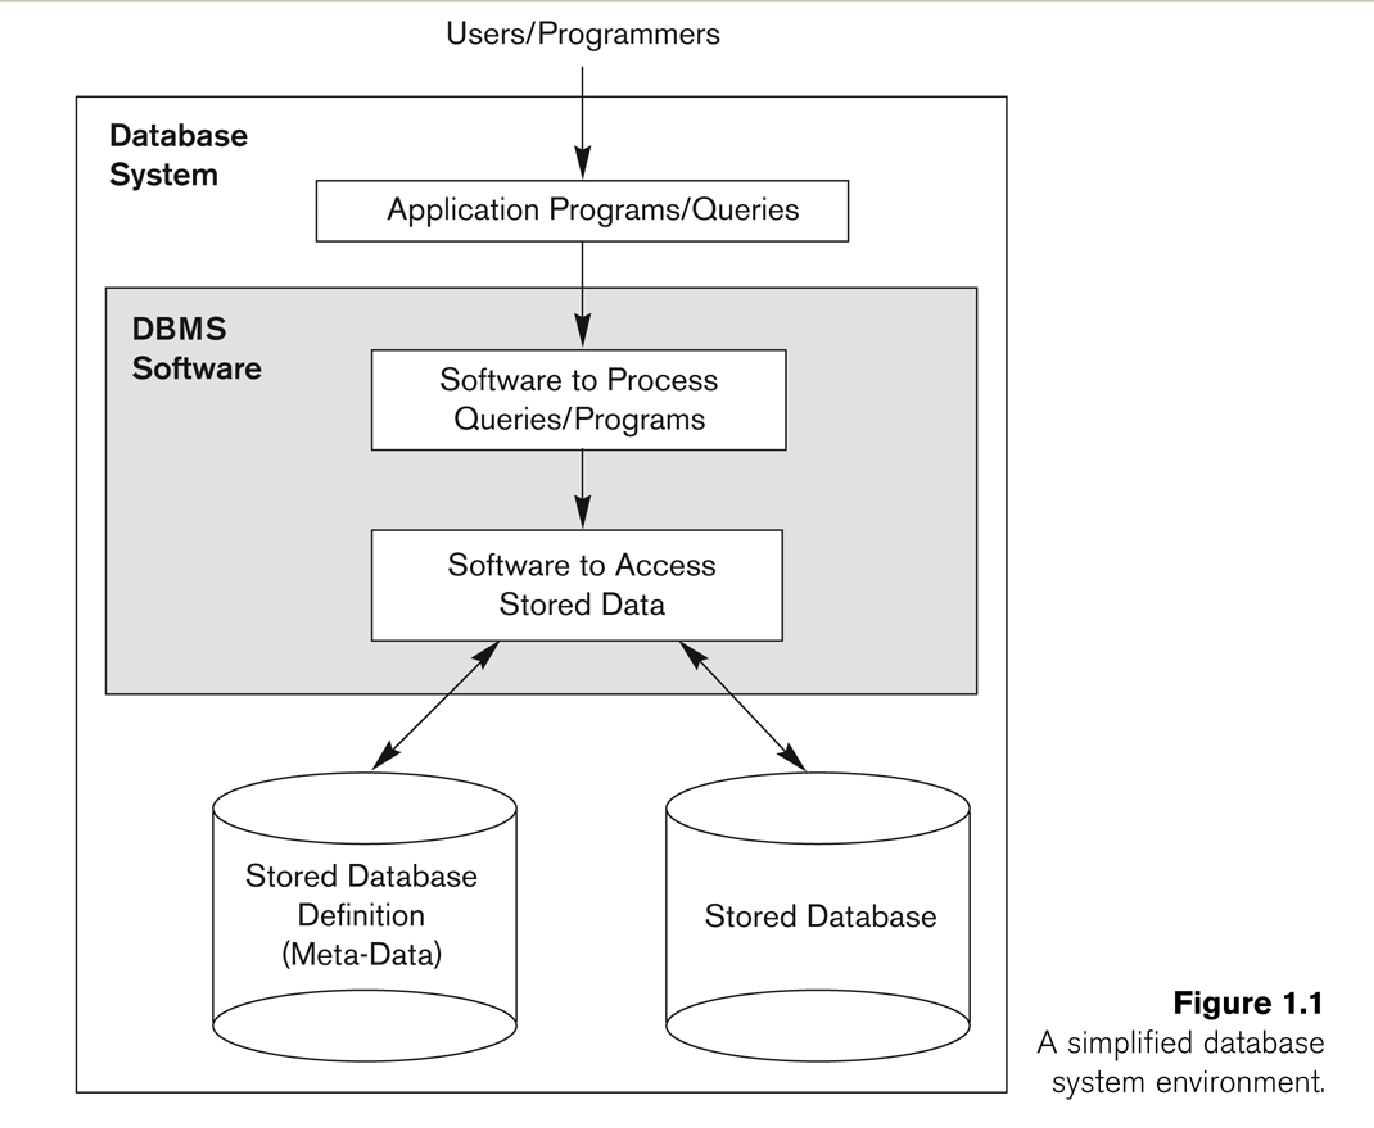 Users/Programmers
Database
System
Application Programs/Queries
DBMS
Software
Software to Process
Queries/Programs
Software to Access
Stored Data
Stored Database
Definition
(Meta-Data)
Stored Database
Figure 1.1
A simplified database
system environment.